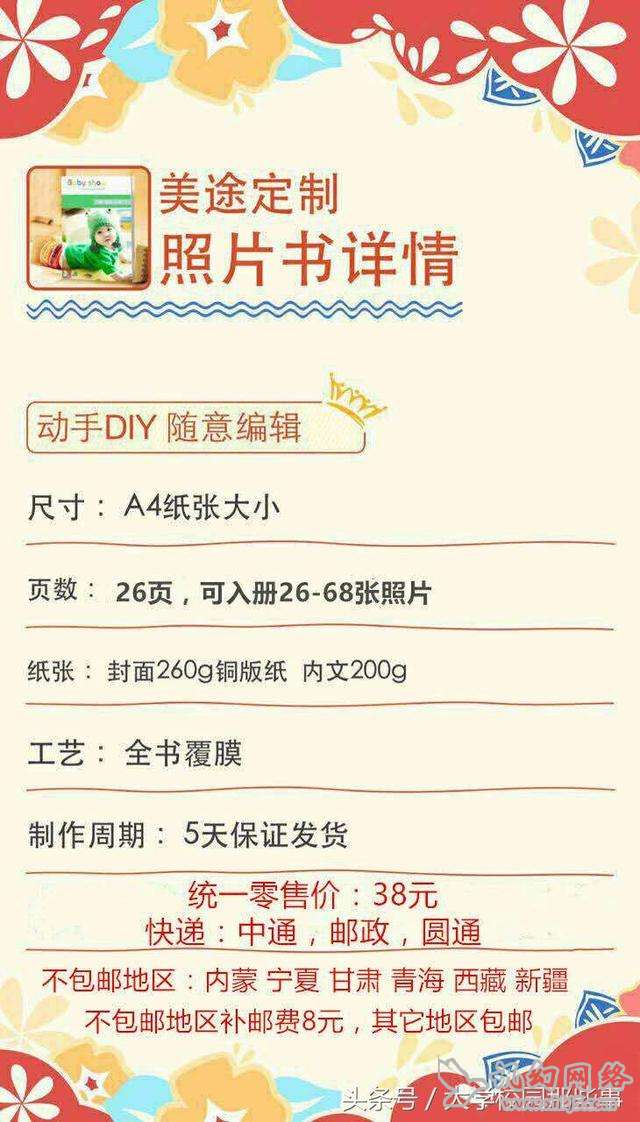 Baby show
美途定制
照片书详情
动手DIY 随意编辑
尺寸： A4纸张大小
页数： 26页，可入册26-68张照片
纸张： 封面260g铜版纸 内文200g
工艺： 全书覆膜
制作周期： 5天保证发货
统一零售价：38元
快递：中通，邮政，圆通
不包邮地区：内蒙 宁夏 甘肃 青海 西藏 新疆
不包邮地区补邮费8元，其它地区包邮
头条号 / 大学校园那些事